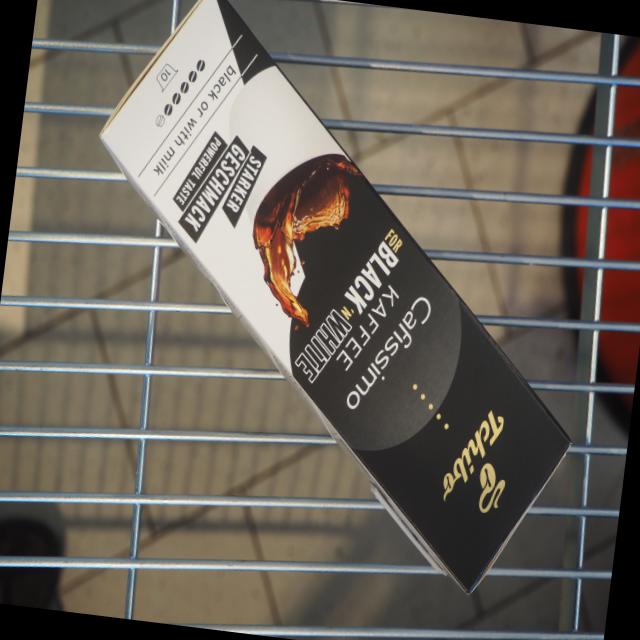 Tchibo
Cafissimo
KAFFEE
FOR BLACK 'N WHITE
STARKER
GESCHMACK
POWERFUL TASTE
black or with milk
10